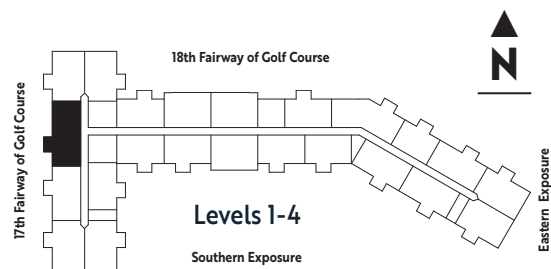 18th Fairway of Golf Course
N
17th Fairway of Golf Course
Levels 1-4
Southern Exposure
Eastern Exposure